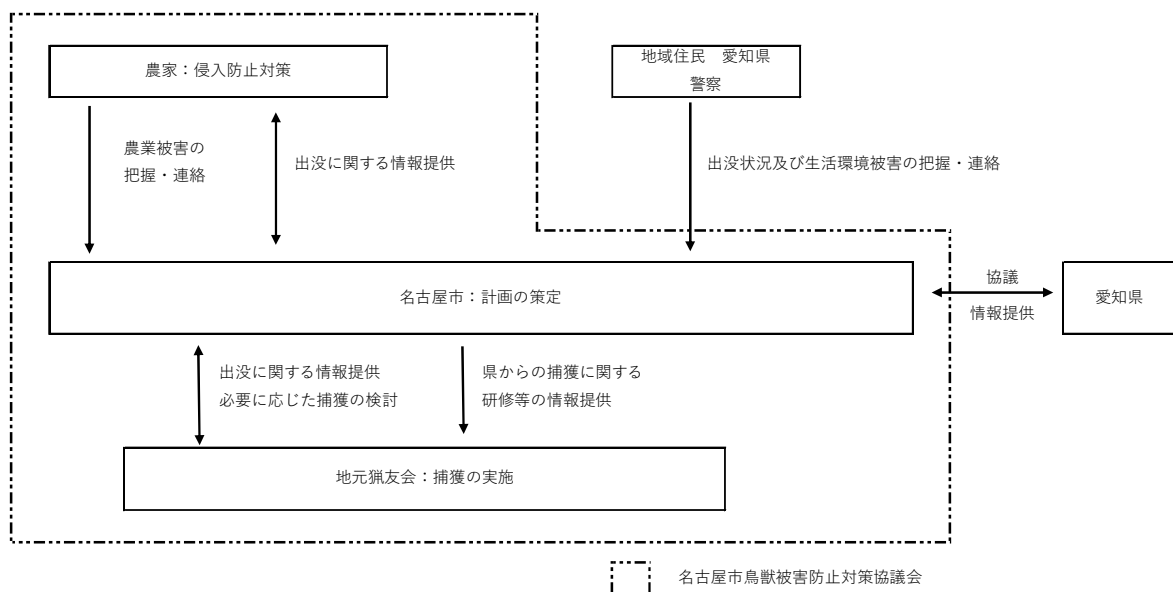 農家：侵入防止対策
地域住民　愛知県
警察
農業被害の
把握・連絡
出没に関する情報提供
出没状況及び生活環境被害の把握・連絡
名古屋市：計画の策定
協議
情報提供
愛知県
出没に関する情報提供
必要に応じた捕獲の検討
県からの捕獲に関する
研修等の情報提供
地元猟友会：捕獲の実施
名古屋市鳥獣被害防止対策協議会